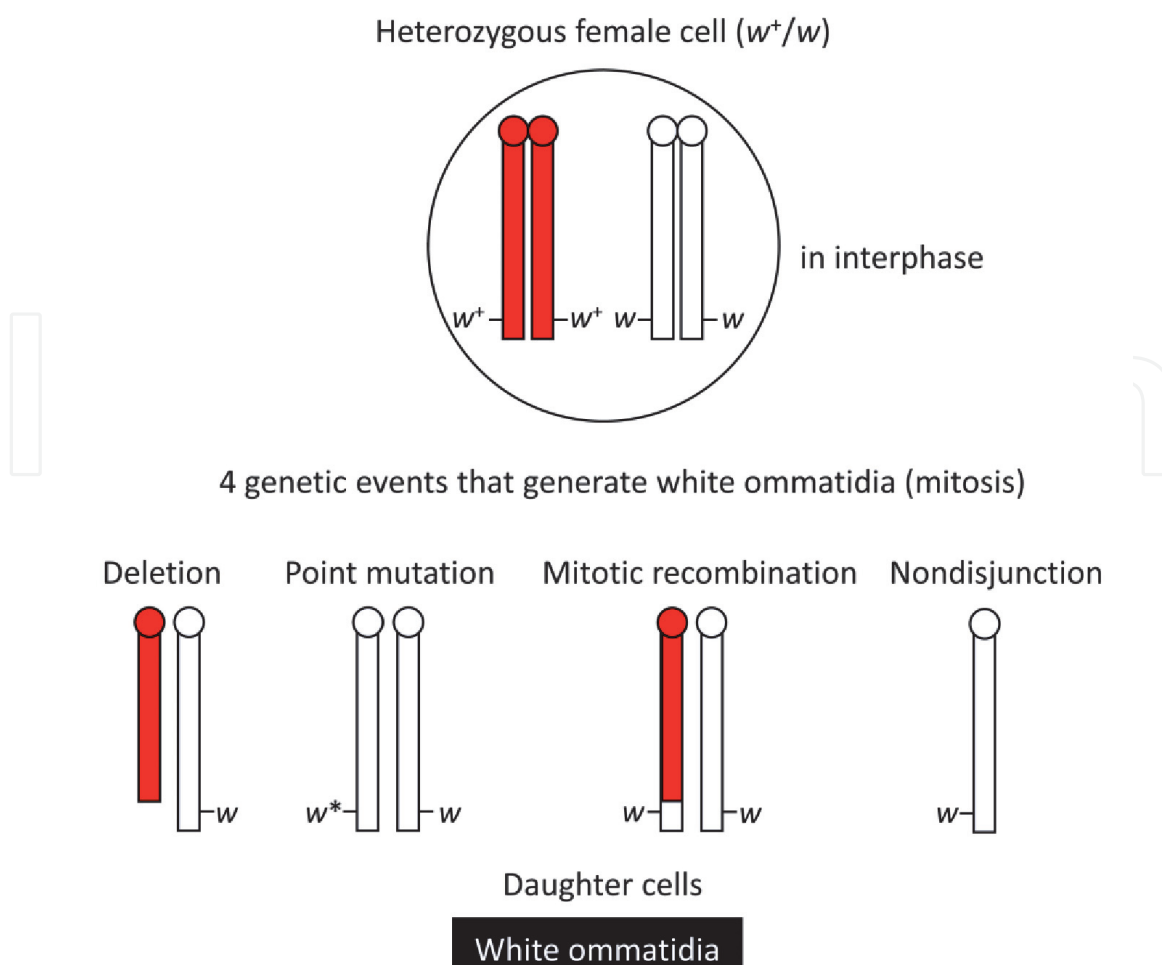 Heterozygous female cell (w⁺/w)
in interphase
w⁺ w⁺ w w
4 genetic events that generate white ommatidia (mitosis)
Deletion Point mutation Mitotic recombination Nondisjunction
w w* w w w w
Daughter cells
White ommatidia